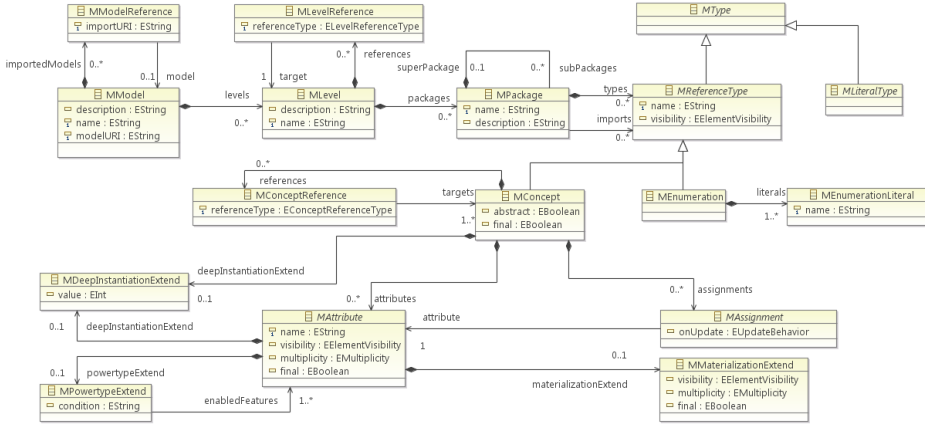 MModelReference
importURI : EString
MLevelReference
referenceType : ELevelReferenceType
MType
importedModels
0..*
0..1
model
1
target
0..*
references
superPackage
0..1
0..*
subPackages
MModel
description : EString
name : EString
modelURI : EString
levels
0..*
MLevel
description : EString
name : EString
packages
0..*
MPackage
name : EString
description : EString
types
0..*
imports
0..*
MReferenceType
name : EString
visibility : EElementVisibility
MLiteralType
0..*
references
MConceptReference
referenceType : EConceptReferenceType
targets
1..*
MConcept
abstract : EBoolean
final : EBoolean
MEnumeration
literals
1..*
MEnumerationLiteral
name : EString
deepInstantiationExtend
0..1
MDeepInstantiationExtend
value : EInt
0..*
attributes
0..*
assignments
0..1
deepInstantiationExtend
MAttribute
name : EString
visibility : EElementVisibility
multiplicity : EMultiplicity
final : EBoolean
attribute
1
MAssignment
onUpdate : EUpdateBehavior
0..1
powertypeExtend
MPowertypeExtend
condition : EString
enabledFeatures
1..*
0..1
materializationExtend
MMaterializationExtend
visibility : EElementVisibility
multiplicity : EMultiplicity
final : EBoolean